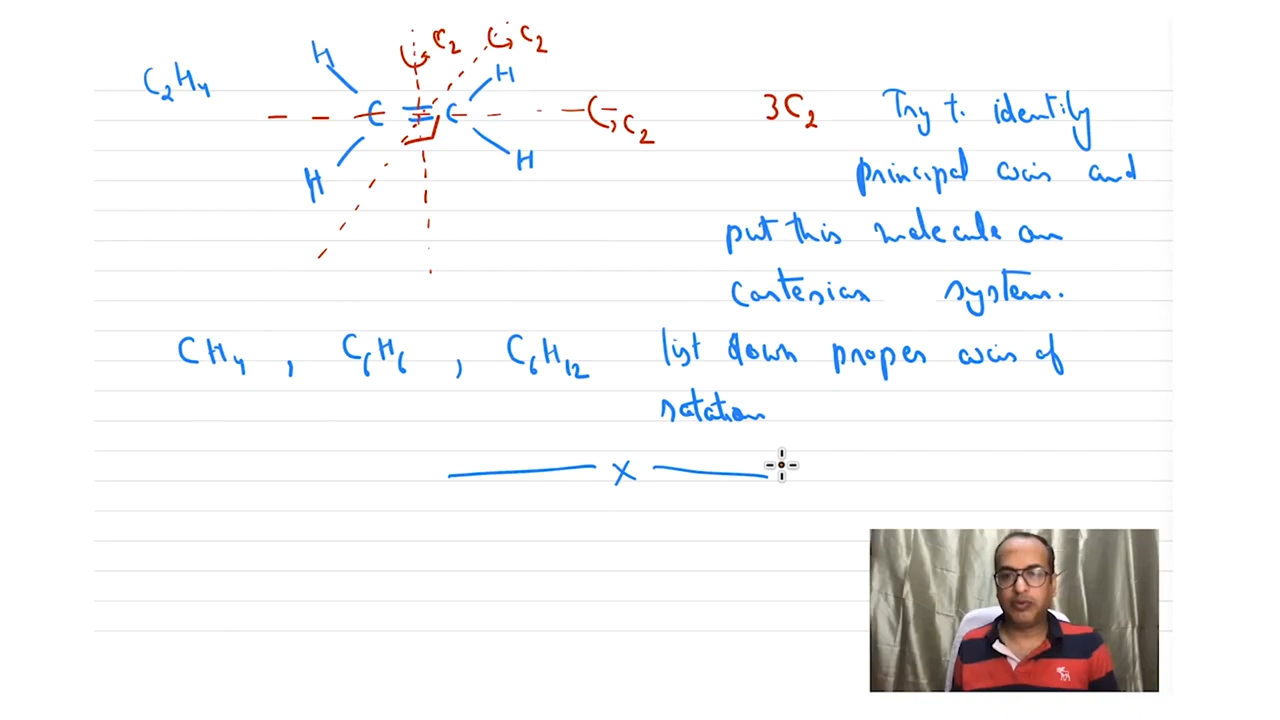 C₂H₄
H C = C H H H
C₂ C₂ C₂
3C₂ Try to identify
principal axis and
put this molecule on
cartesian system.
CH₄ , C₆H₆ , C₆H₁₂ list down proper axis of
rotation
x